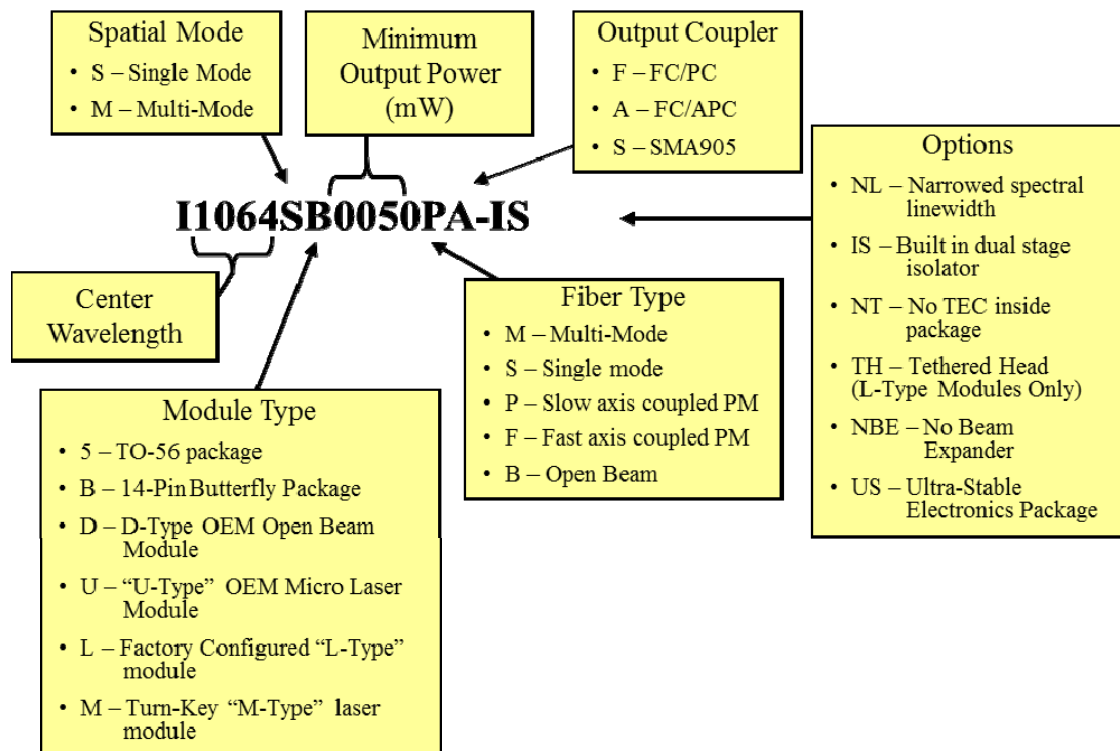 Spatial Mode
• S – Single Mode
• M – Multi-Mode
Minimum
Output Power
(mW)
Output Coupler
• F – FC/PC
• A – FC/APC
• S – SMA905
I1064SB0050PA-IS
Options
• NL – Narrowed spectral
linewidth
• IS – Built in dual stage
isolator
• NT – No TEC inside
package
• TH – Tethered Head
(L-Type Modules Only)
• NBE – No Beam
Expander
• US – Ultra-Stable
Electronics Package
Center
Wavelength
Fiber Type
• M – Multi-Mode
• S – Single mode
• P – Slow axis coupled PM
• F – Fast axis coupled PM
• B – Open Beam
Module Type
• 5 – TO-56 package
• B – 14-Pin Butterfly Package
• D – D-Type OEM Open Beam
Module
• U – “U-Type” OEM Micro Laser
Module
• L – Factory Configured “L-Type”
module
• M – Turn-Key “M-Type” laser
module